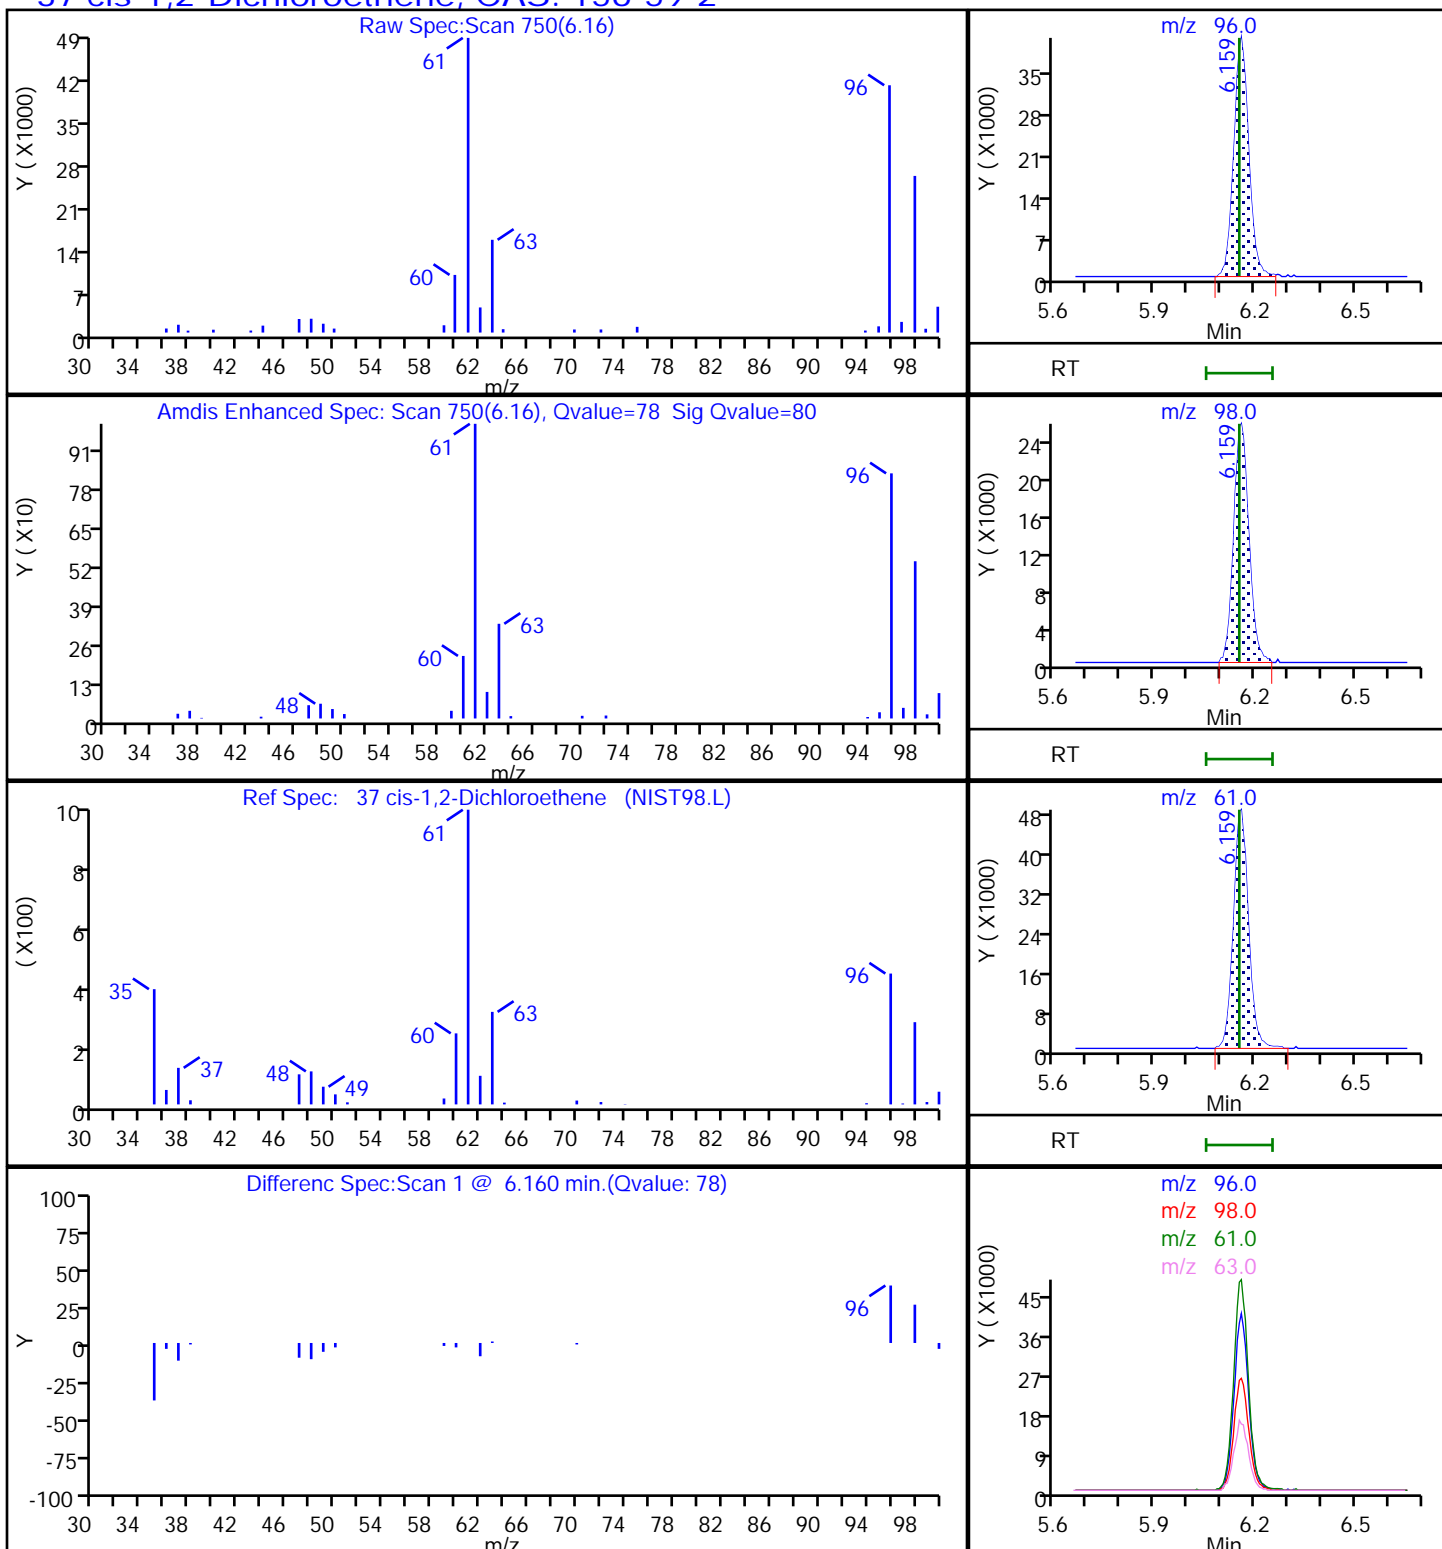 37 cis-1,2-Dichloroethene, CAS: 156-59-2
Raw Spec:Scan 750(6.16)
Y ( X1000)
49
42
35
28
21
14
7
0
61
96
63
60
30 34 38 42 46 50 54 58 62 66 70 74 78 82 86 90 94 98
m/z
m/z 96.0
Y ( X1000)
35
28
21
14
7
0
6.159
5.6 5.9 6.2 6.5
Min
RT
Amdis Enhanced Spec: Scan 750(6.16), Qvalue=78 Sig Qvalue=80
Y ( X10)
91
78
65
52
39
26
13
0
61
96
63
60
48
30 34 38 42 46 50 54 58 62 66 70 74 78 82 86 90 94 98
m/z
m/z 98.0
Y ( X1000)
24
20
16
12
8
4
0
6.159
5.6 5.9 6.2 6.5
Min
RT
Ref Spec: 37 cis-1,2-Dichloroethene (NIST98.L)
( X100)
10
8
6
4
2
0
61
96
35
63
60
37
48
49
30 34 38 42 46 50 54 58 62 66 70 74 78 82 86 90 94 98
m/z 61.0
Y ( X1000)
48
40
32
24
16
8
0
6.159
5.6 5.9 6.2 6.5
Min
RT
Differenc Spec:Scan 1 @ 6.160 min.(Qvalue: 78)
Y
100
75
50
25
0
-25
-50
-75
-100
96
30 34 38 42 46 50 54 58 62 66 70 74 78 82 86 90 94 98
m/z
m/z 96.0
m/z 98.0
m/z 61.0
m/z 63.0
Y ( X1000)
45
36
27
18
9
0
5.6 5.9 6.2 6.5
Min